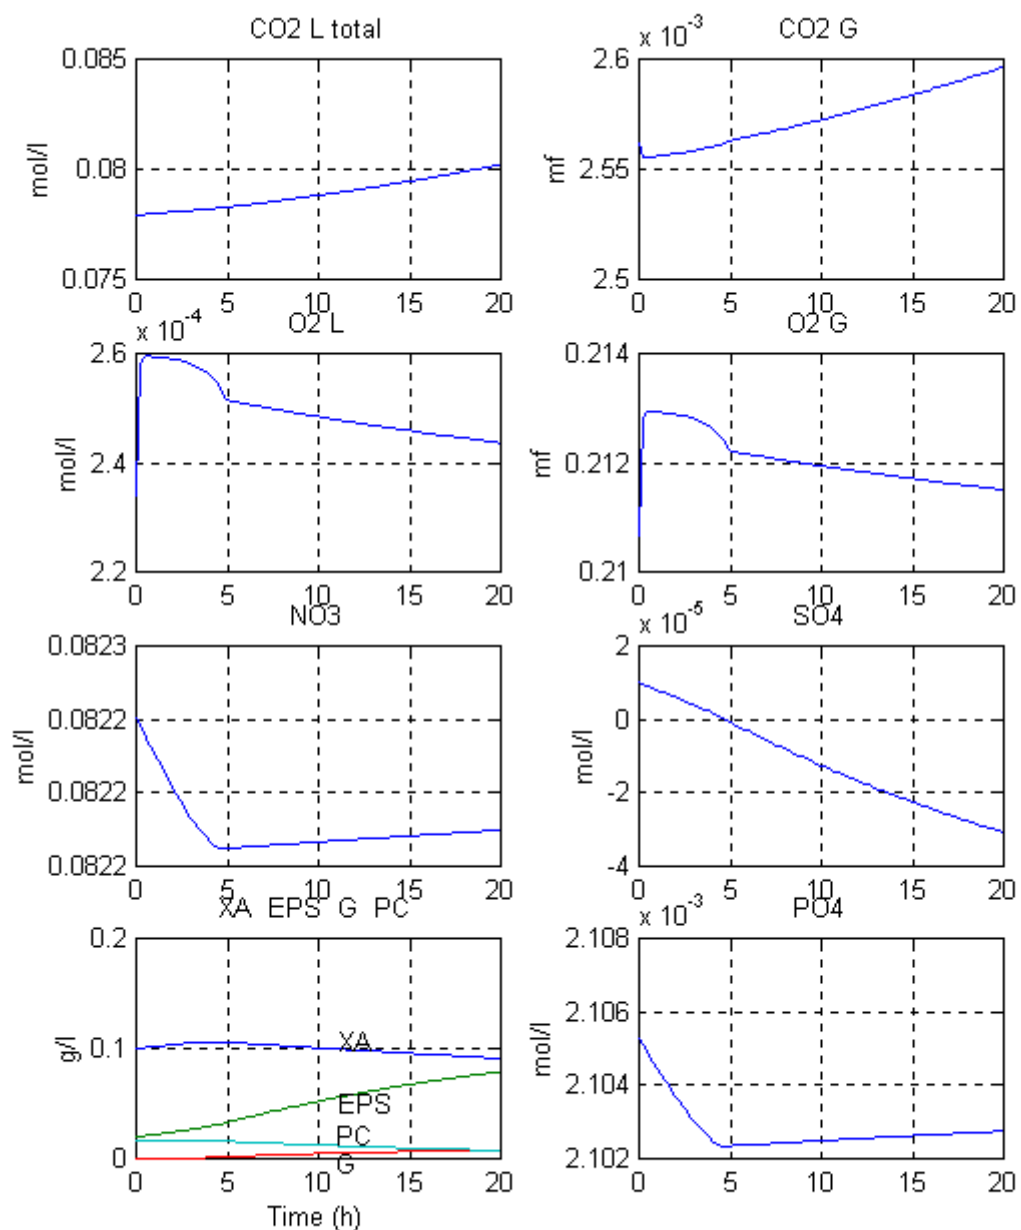 CO2 L total
mol/l
0.085
0.08
0.075
0 5 10 15 20
CO2 G
x 10^-3
mf
2.6
2.55
2.5
0 5 10 15 20
O2 L
x 10^-4
mol/l
2.6
2.4
2.2
0 5 10 15 20
O2 G
mf
0.214
0.212
0.21
0 5 10 15 20
NO3
mol/l
0.0823
0.0822
0.0822
0.0822
0 5 10 15 20
SO4
x 10^-5
mol/l
2
0
-2
-4
0 5 10 15 20
XA EPS G PC
g/l
0.2
0.1
0
XA
EPS
PC
G
0 5 10 15 20
Time (h)
PO4
x 10^-3
mol/l
2.108
2.106
2.104
2.102
0 5 10 15 20